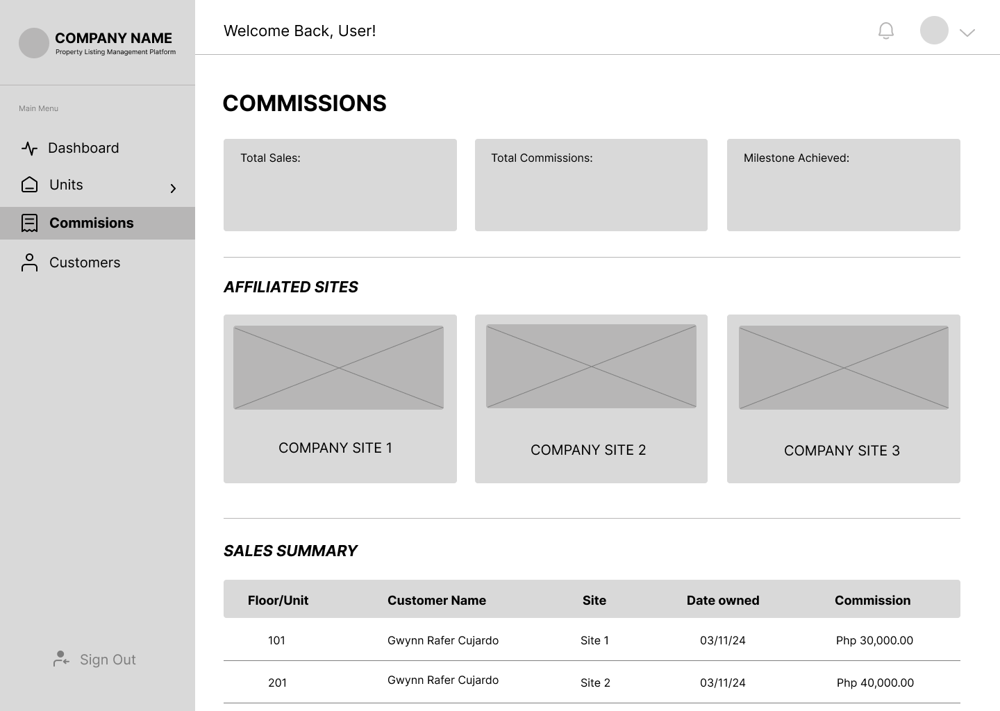 COMPANY NAME
Property Listing Management Platform
Main Menu
Dashboard
Units
Commisions
Customers
Sign Out
Welcome Back, User!
COMMISSIONS
Total Sales:
Total Commissions:
Milestone Achieved:
AFFILIATED SITES
COMPANY SITE 1
COMPANY SITE 2
COMPANY SITE 3
SALES SUMMARY
Floor/Unit Customer Name Site Date owned Commission
101 Gwynn Rafer Cujardo Site 1 03/11/24 Php 30,000.00
201 Gwynn Rafer Cujardo Site 2 03/11/24 Php 40,000.00